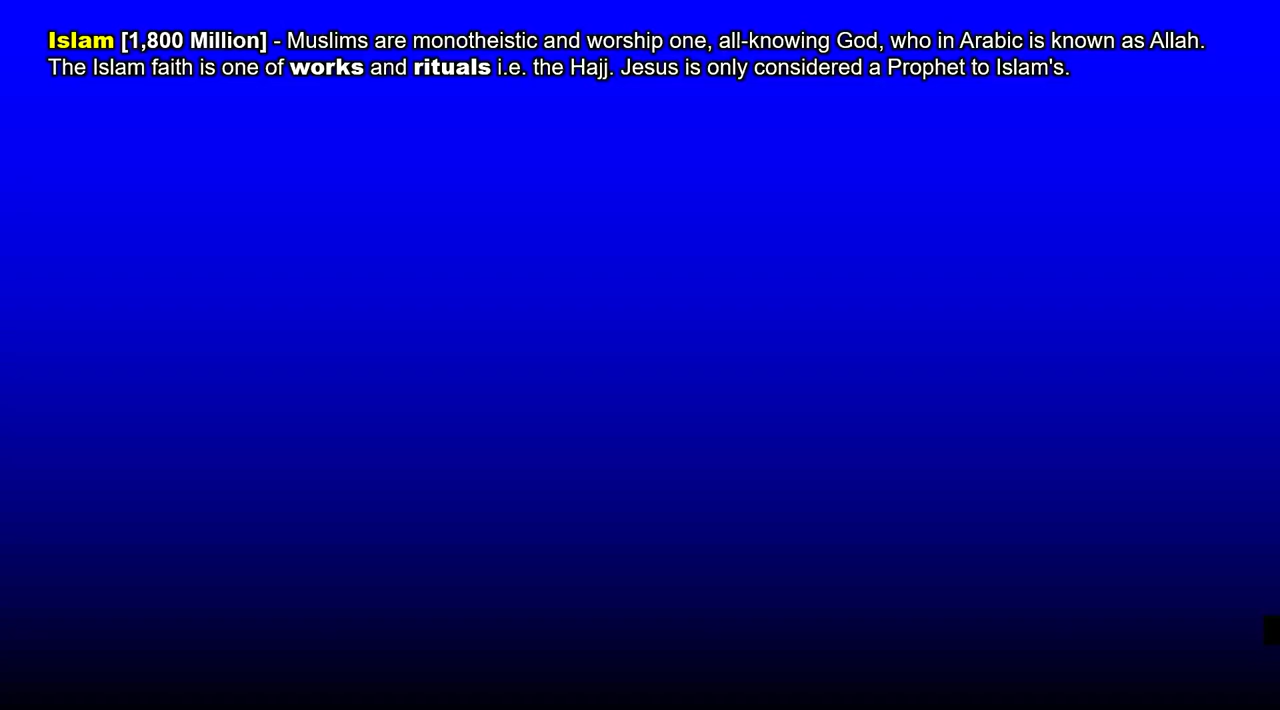 Islam [1,800 Million] - Muslims are monotheistic and worship one, all-knowing God, who in Arabic is known as Allah.
The Islam faith is one of works and rituals i.e. the Hajj. Jesus is only considered a Prophet to Islam's.